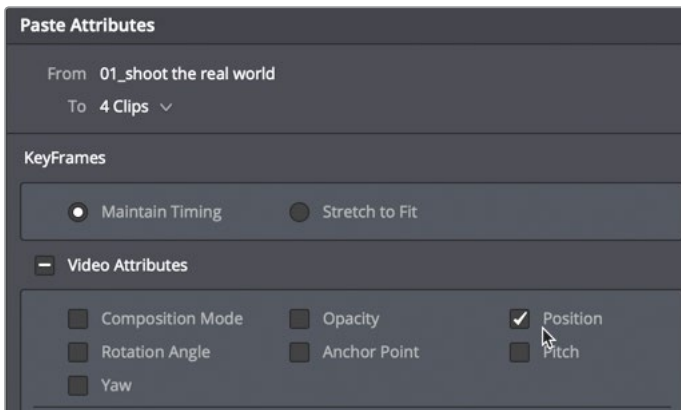 Paste Attributes
From 01_shoot the real world
To 4 Clips
KeyFrames
Maintain Timing Stretch to Fit
Video Attributes
Composition Mode Opacity Position
Rotation Angle Anchor Point Pitch
Yaw